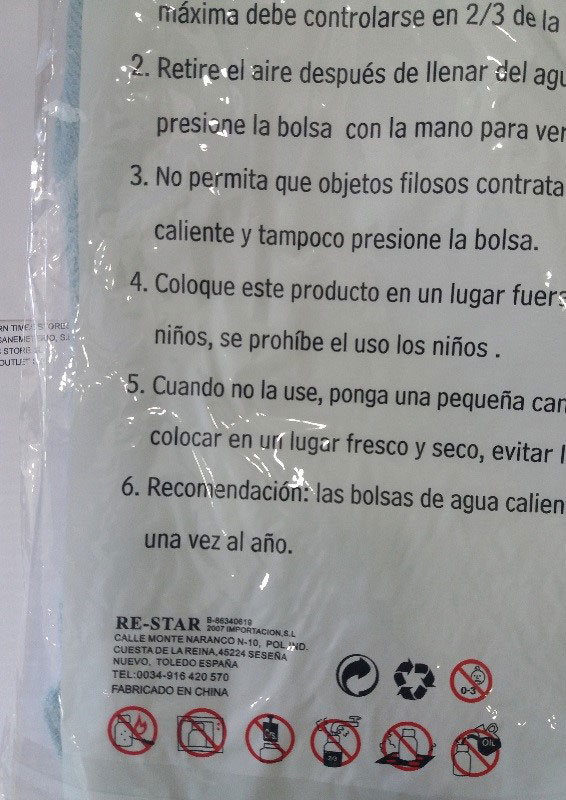 máxima debe controlarse en 2/3 de la
2. Retire el aire después de llenar del agu
presione la bolsa con la mano para ver
3. No permita que objetos filosos contrata
caliente y tampoco presione la bolsa.
4. Coloque este producto en un lugar fuers
niños, se prohíbe el uso los niños .
5. Cuando no la use, ponga una pequeña can
colocar en un lugar fresco y seco, evitar l
6. Recomendación: las bolsas de agua calien
una vez al año.
RE-STAR B-86340619
2007 IMPORTACION,S.L
CALLE MONTE NARANCO N-10, POL.IND.
CUESTA DE LA REINA,45224 SESEÑA
NUEVO, TOLEDO ESPAÑA
TEL:0034-916 420 570
FABRICADO EN CHINA
0-3
OIL